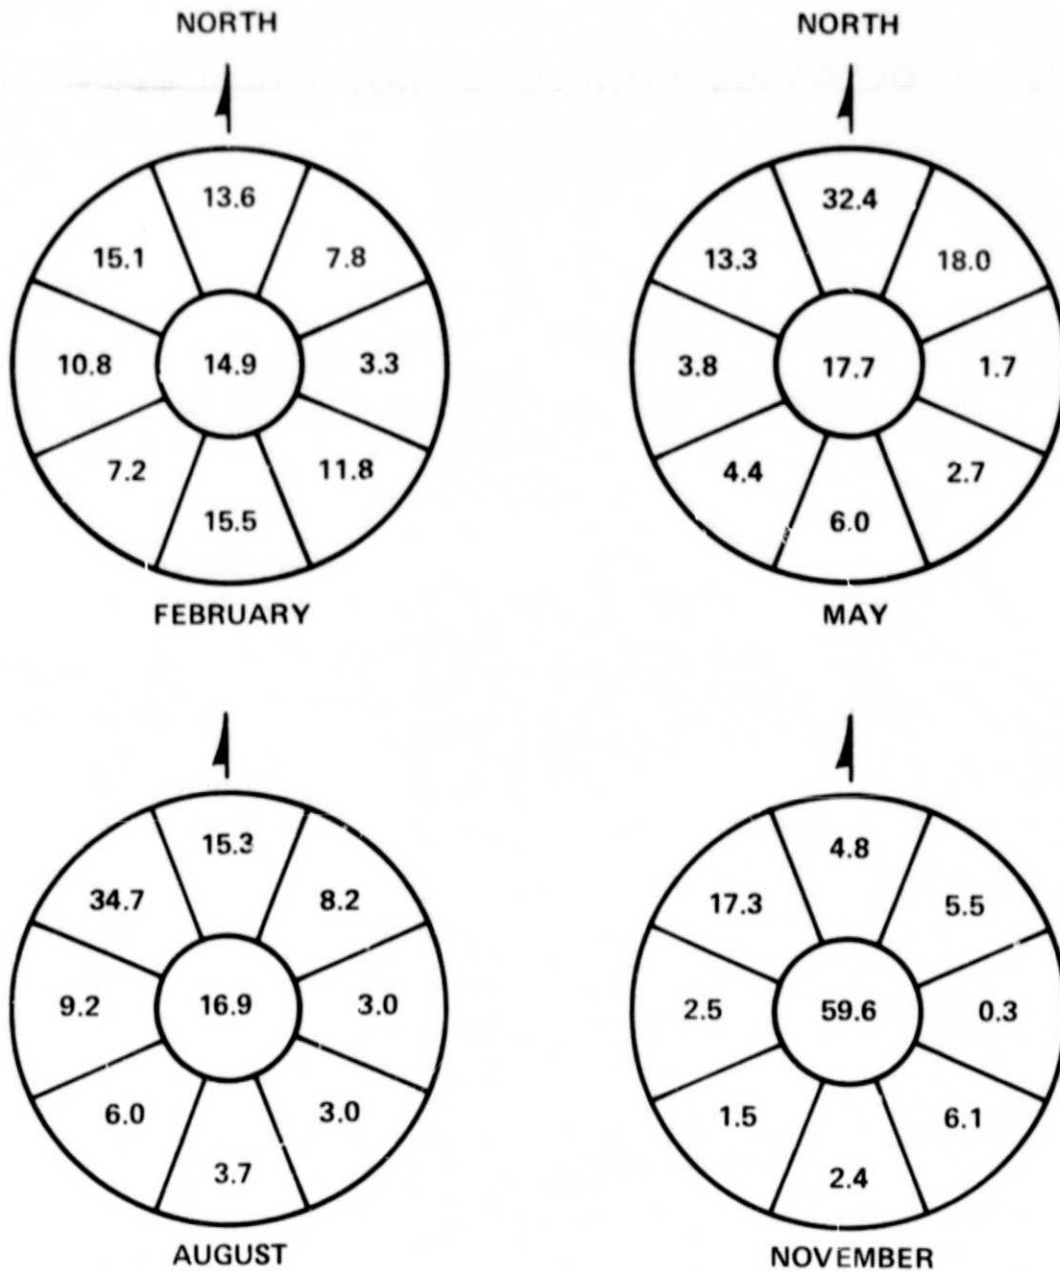 NORTH NORTH
13.6 32.4
15.1 7.8 13.3 18.0
10.8 14.9 3.3 3.8 17.7 1.7
7.2 11.8 4.4 2.7
15.5 6.0
FEBRUARY MAY
15.3 4.8
34.7 8.2 17.3 5.5
9.2 16.9 3.0 2.5 59.6 0.3
6.0 3.0 1.5 6.1
3.7 2.4
AUGUST NOVEMBER